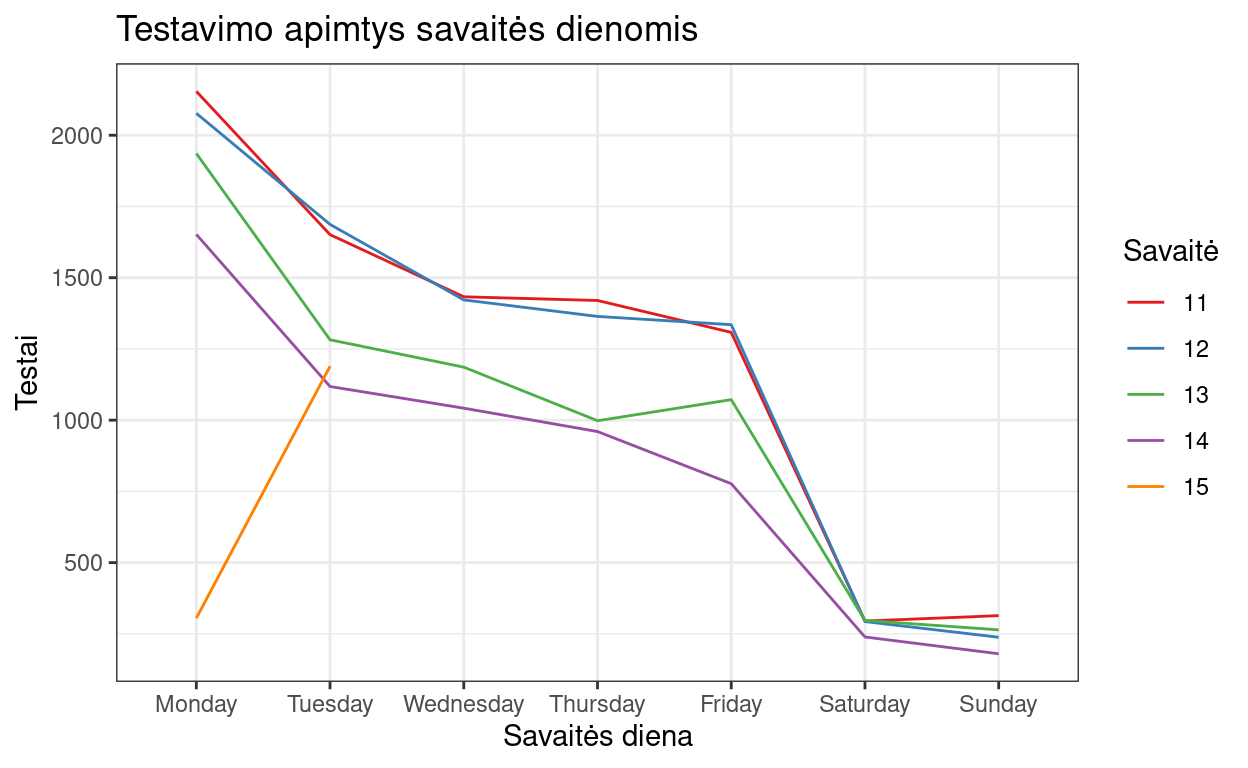 Testavimo apimtys savaitės dienomis
Testai
2000
1500
1000
500
Monday Tuesday Wednesday Thursday Friday Saturday Sunday
Savaitės diena
Savaitė
11
12
13
14
15